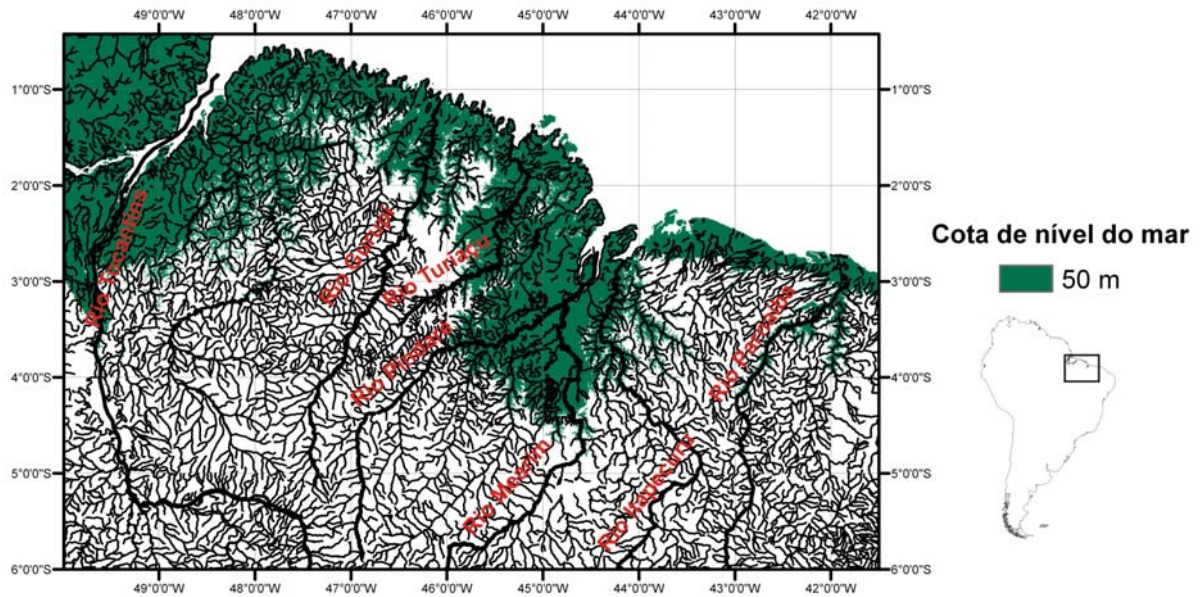 49°0'0"W 48°0'0"W 47°0'0"W 46°0'0"W 45°0'0"W 44°0'0"W 43°0'0"W 42°0'0"W
1°0'0"S 1°0'0"S
2°0'0"S 2°0'0"S
3°0'0"S 3°0'0"S
4°0'0"S 4°0'0"S
5°0'0"S 5°0'0"S
6°0'0"S 6°0'0"S
Rio Tocantins
Rio Gurupi
Rio Turiaçu
Rio Pindaré
Rio Mearim
Rio Itapecuru
Rio Parnaíba
49°0'0"W 48°0'0"W 47°0'0"W 46°0'0"W 45°0'0"W 44°0'0"W 43°0'0"W 42°0'0"W
Cota de nível do mar
50 m